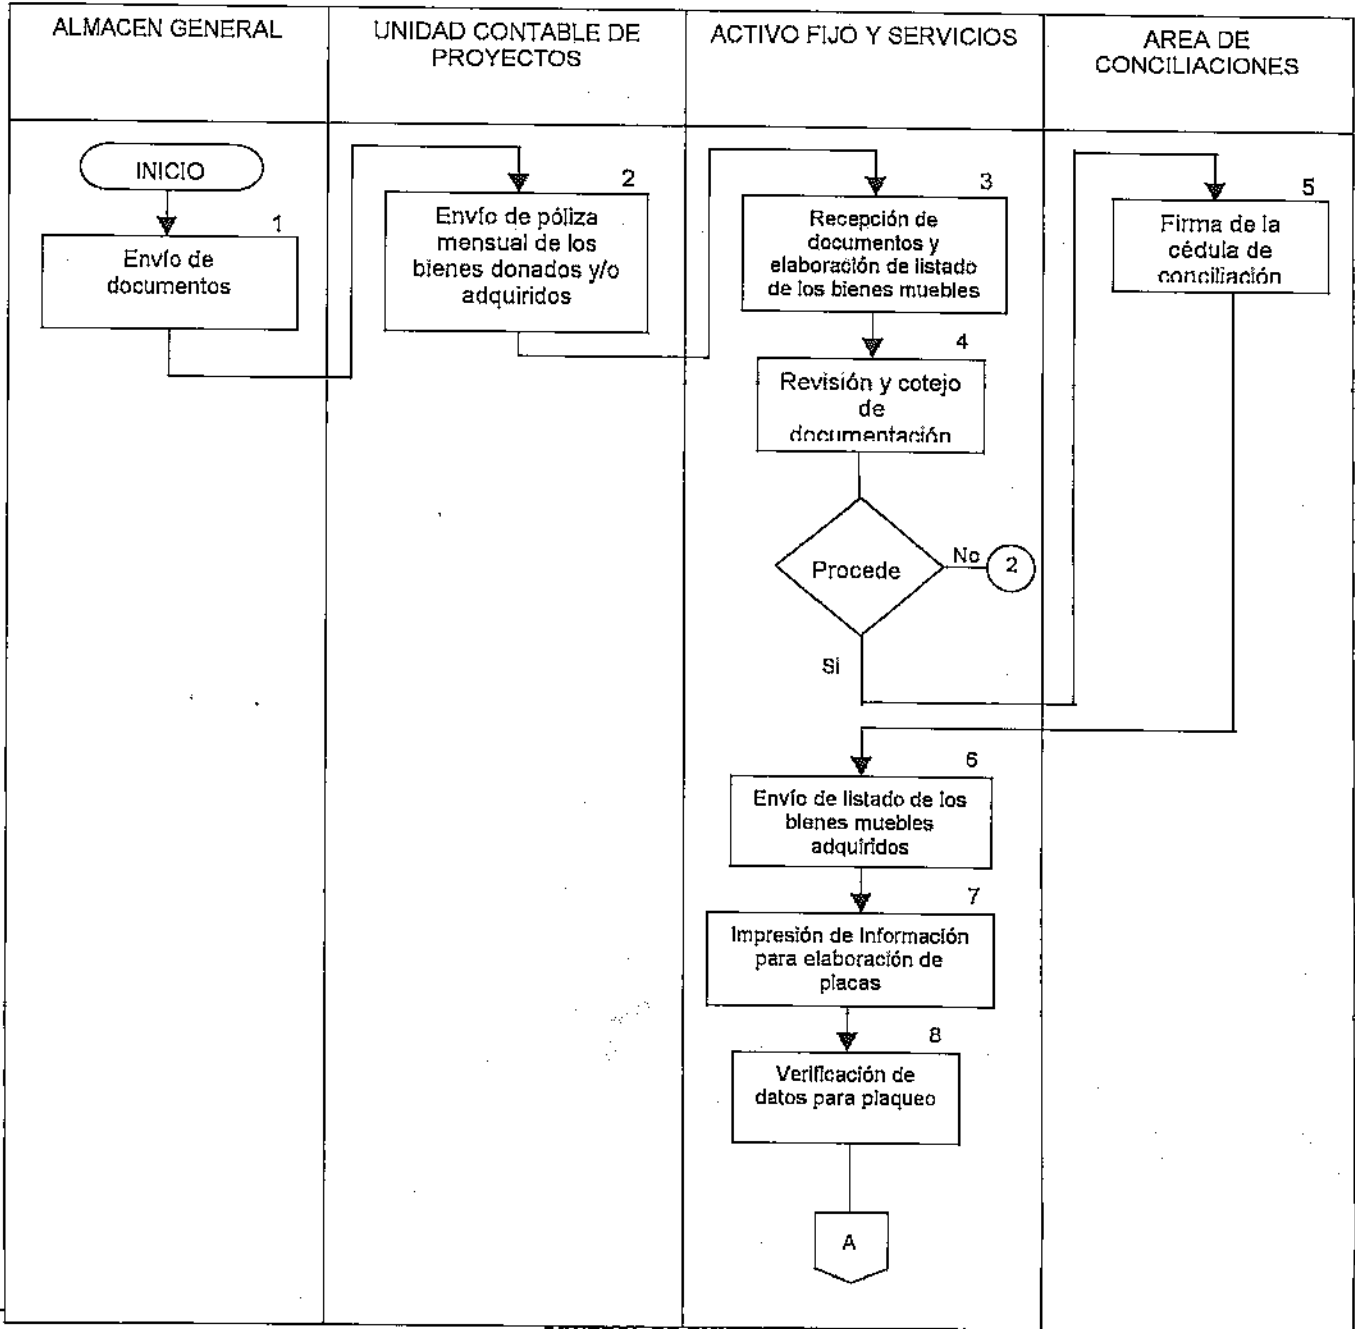 ALMACEN GENERAL
UNIDAD CONTABLE DE
PROYECTOS
ACTIVO FIJO Y SERVICIOS
AREA DE
CONCILIACIONES
INICIO
1
Envío de
documentos
2
Envío de póliza
mensual de los
bienes donados y/o
adquiridos
3
Recepción de
documentos y
elaboración de listado
de los bienes muebles
4
Revisión y cotejo
de
documentación
Procede
No
2
Si
5
Firma de la
cédula de
conciliación
6
Envío de listado de los
bienes muebles
adquiridos
7
Impresión de Información
para elaboración de
placas
8
Verificación de
datos para plaqueo
A